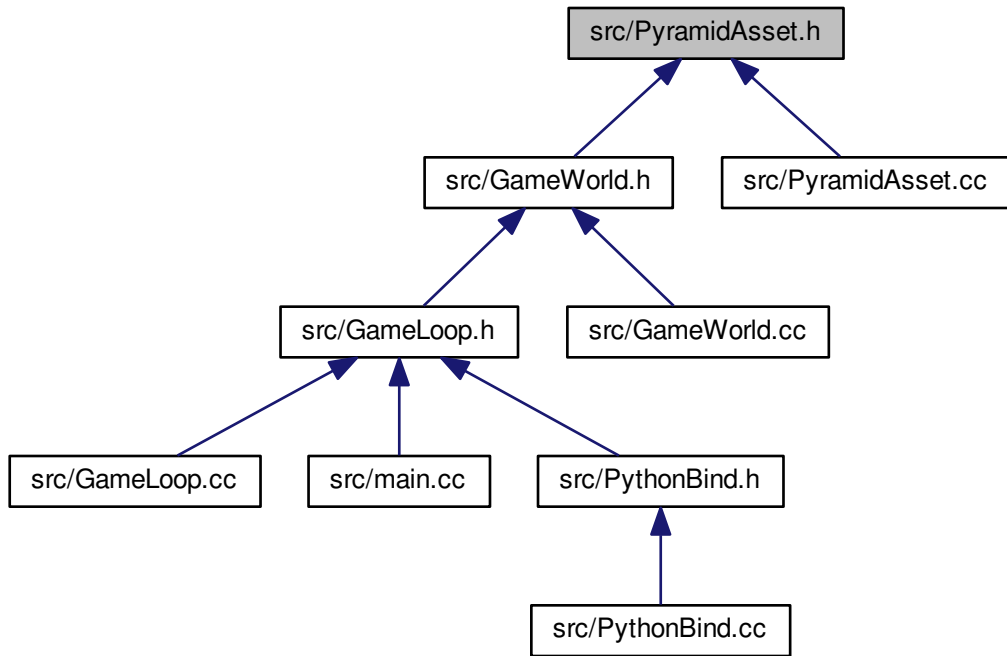 src/PyramidAsset.h
src/GameWorld.h
src/PyramidAsset.cc
src/GameLoop.h
src/GameWorld.cc
src/GameLoop.cc
src/main.cc
src/PythonBind.h
src/PythonBind.cc